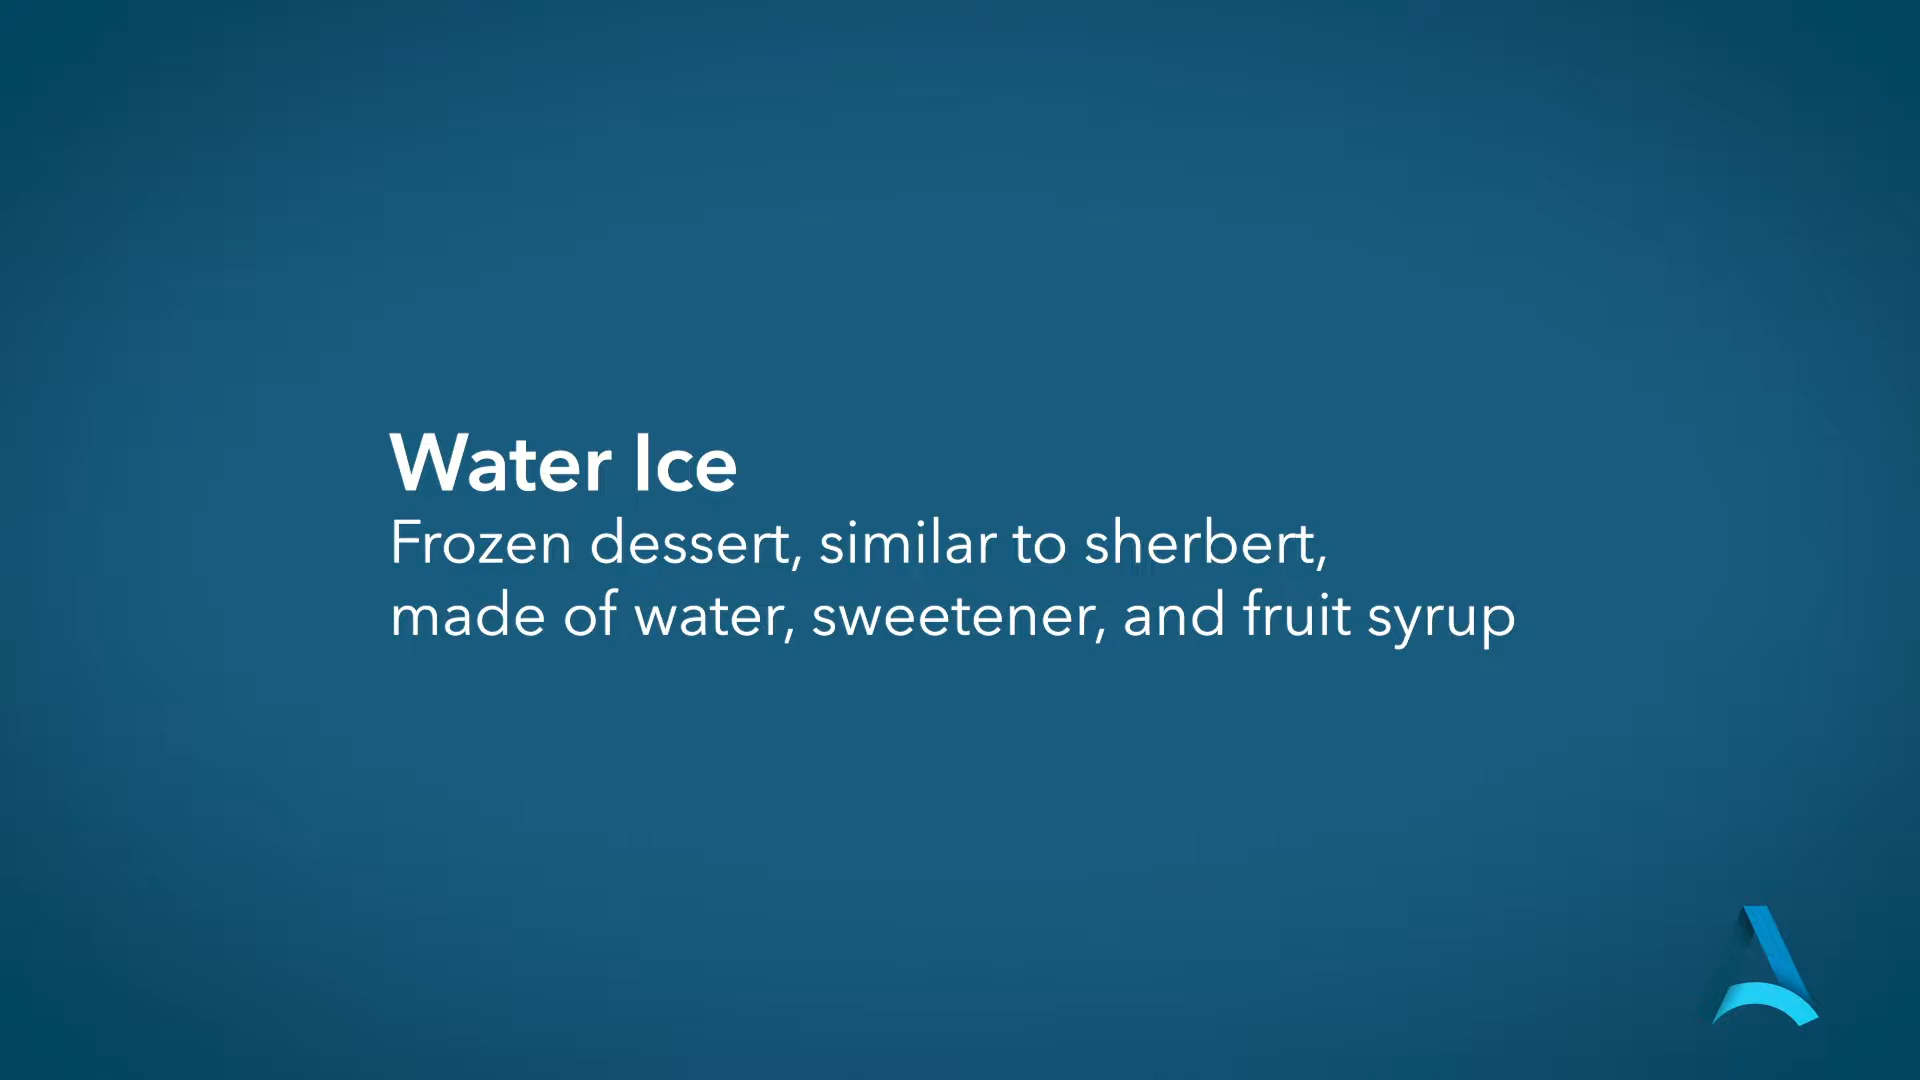 Water Ice
Frozen dessert, similar to sherbert,
made of water, sweetener, and fruit syrup